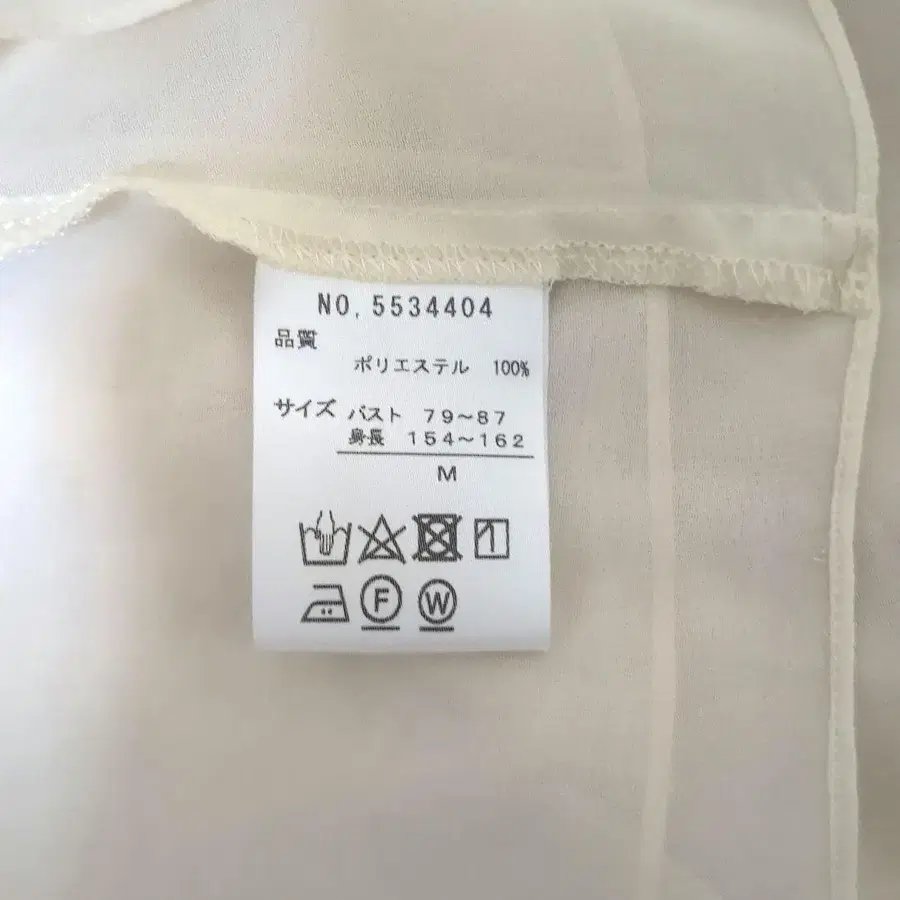 NO.5534404
品質
ポリエステル 100%
サイズ バスト 79〜87
身長 154〜162
M
F W